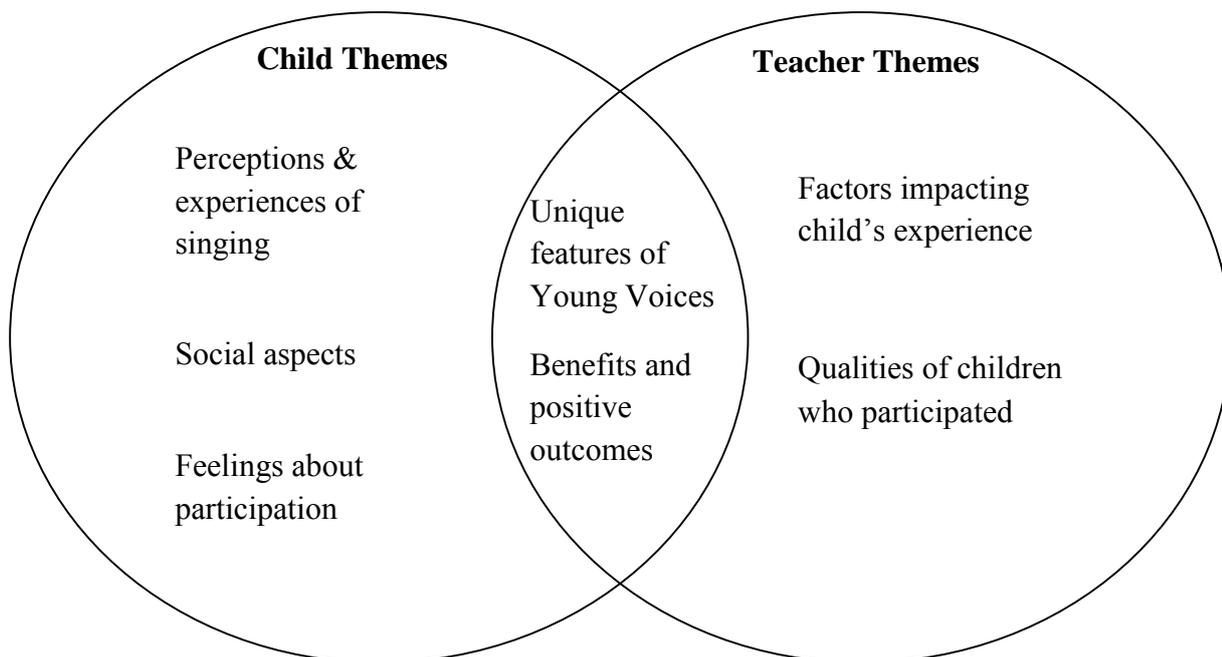 Child Themes
Perceptions &
experiences of
singing
Social aspects
Feelings about
participation
Unique
features of
Young Voices
Benefits and
positive
outcomes
Teacher Themes
Factors impacting
child’s experience
Qualities of children
who participated